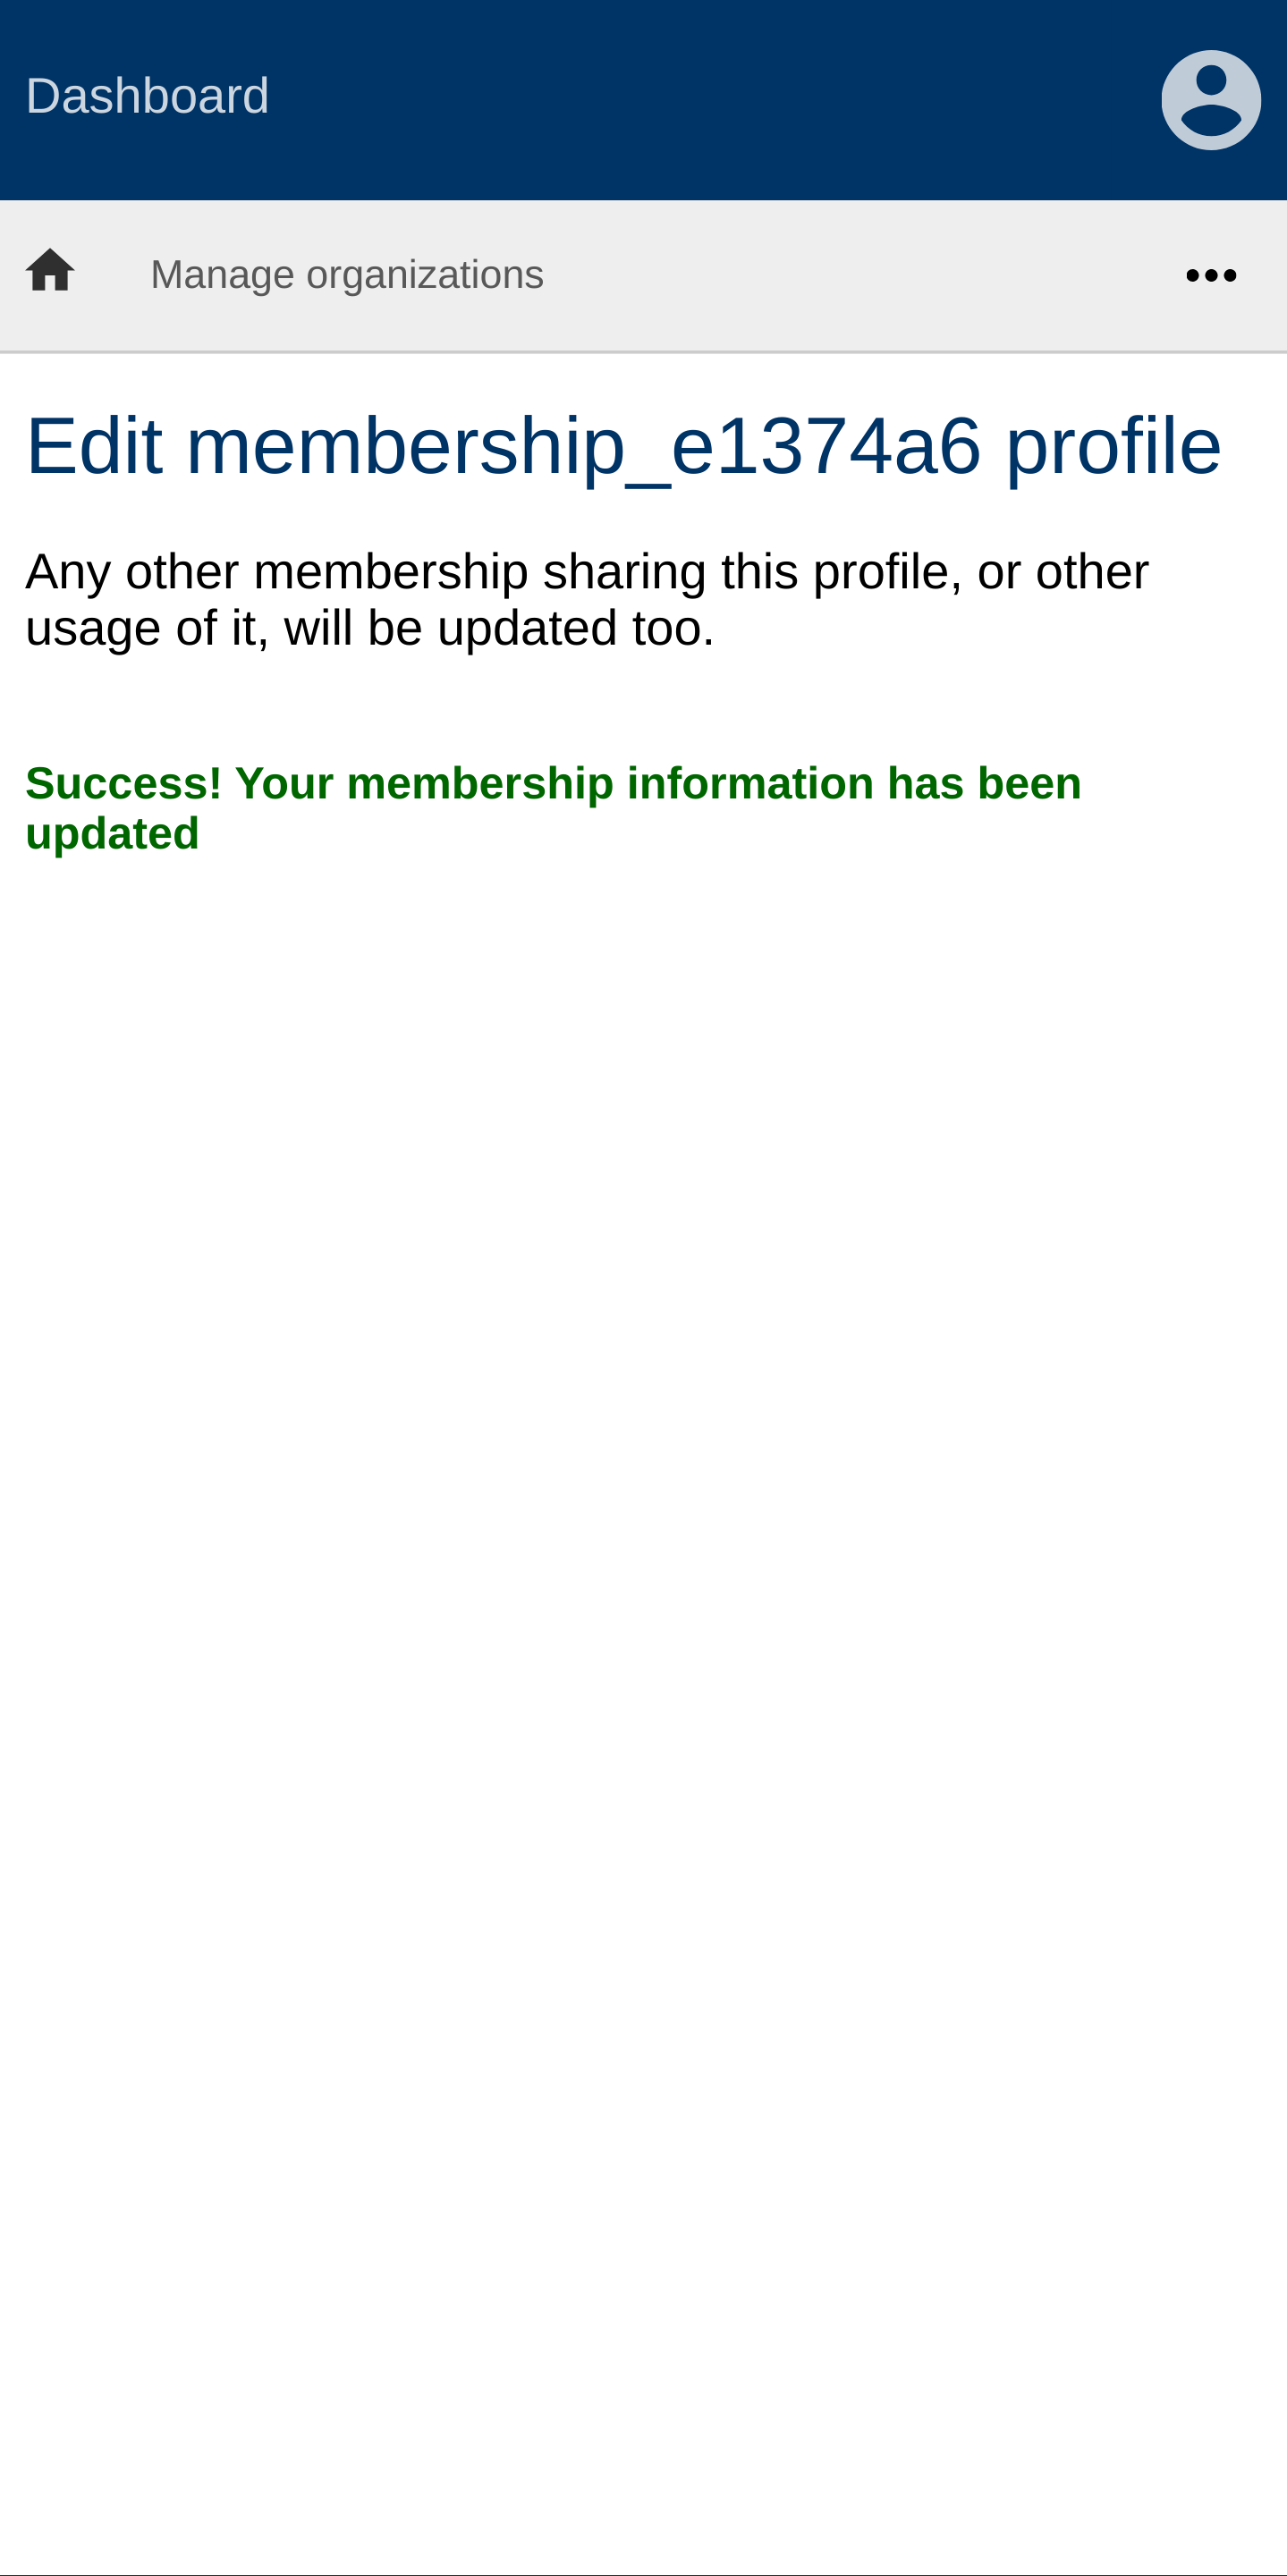 Dashboard
Manage organizations
Edit membership_e1374a6 profile
Any other membership sharing this profile, or other
usage of it, will be updated too.
Success! Your membership information has been
updated